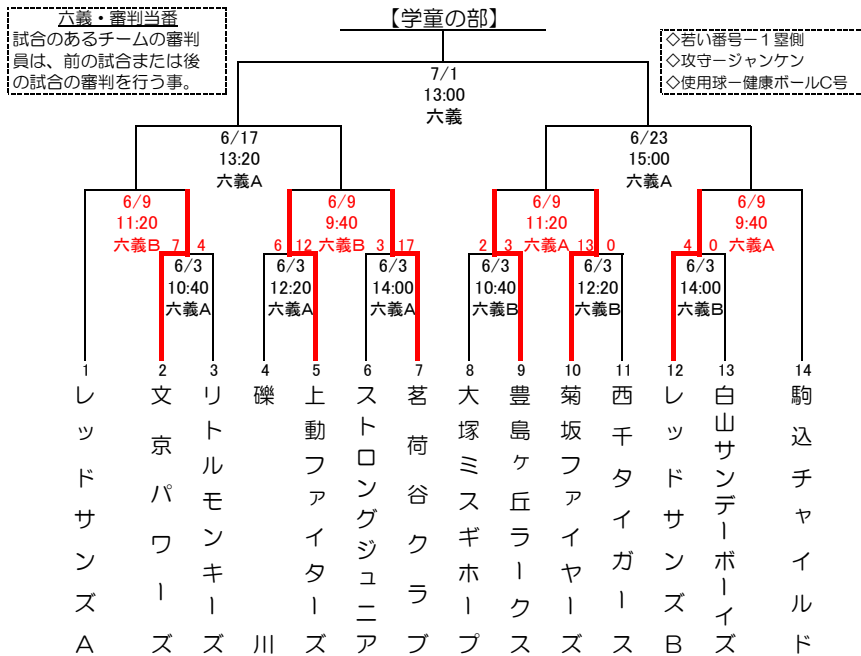 【学童の部】
六義・審判当番
試合のあるチームの審判
員は、前の試合または後
の試合の審判を行う事。
◇若い番号－１塁側
◇攻守－ジャンケン
◇使用球－健康ボールC号
7/1
13:00
六義
6/17
13:20
六義A
6/23
15:00
六義A
6/9
11:20
六義B
6/9
9:40
六義B
6/9
11:20
六義A
6/9
9:40
六義A
7 4
6 12
3 17
2 3
13 0
4 0
6/3
10:40
六義A
6/3
12:20
六義A
6/3
14:00
六義A
6/3
10:40
六義B
6/3
12:20
六義B
6/3
14:00
六義B
1 2 3 4 5 6 7 8 9 10 11 12 13 14
レッドサンズA
文京パワーズ
リトルモンキーズ
礫川
上動ファイターズ
ストロングジュニア
茗荷谷クラブ
大塚ミスギホープ
豊島ヶ丘ラークス
菊坂ファイヤーズ
西千タイガース
レッドサンズB
白山サンデーボーイズ
駒込チャイルド